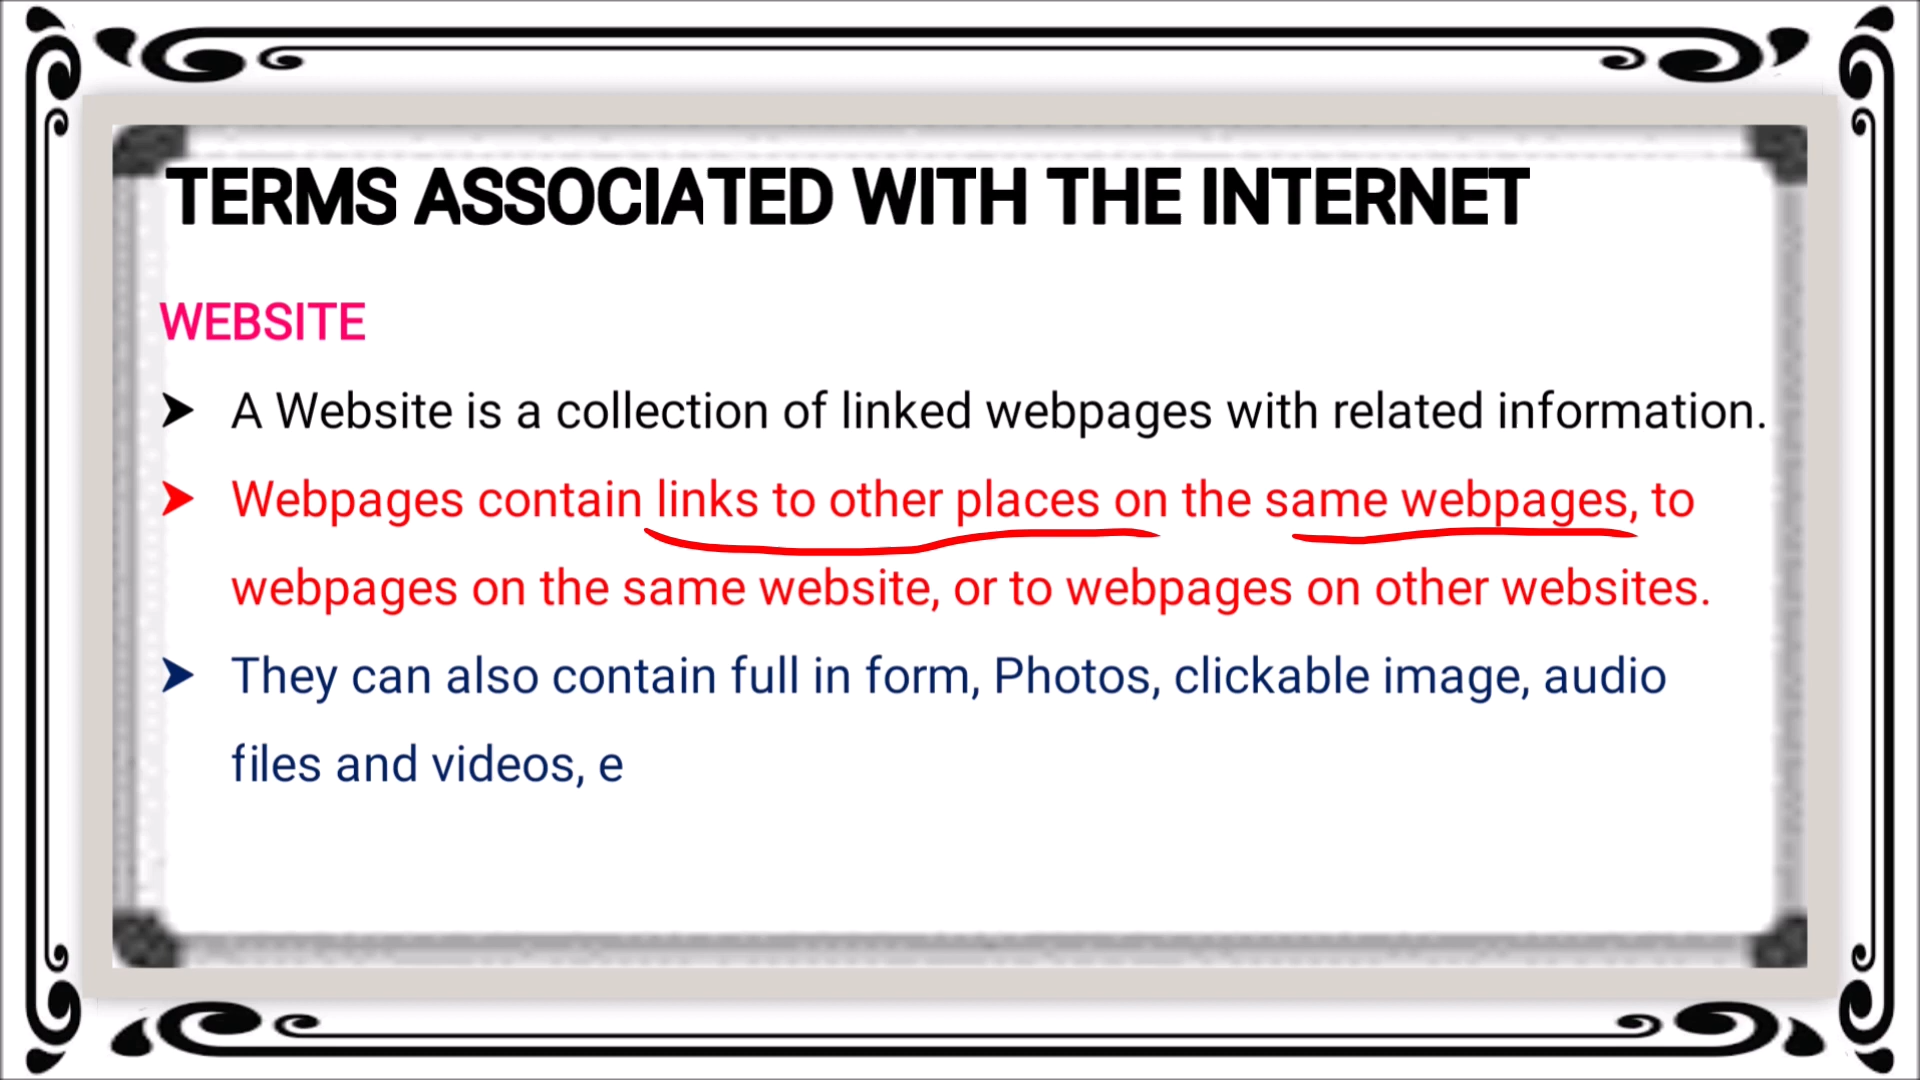 TERMS ASSOCIATED WITH THE INTERNET
WEBSITE
➤ A Website is a collection of linked webpages with related information.
➤ Webpages contain links to other places on the same webpages, to
webpages on the same website, or to webpages on other websites.
➤ They can also contain full in form, Photos, clickable image, audio
files and videos, e